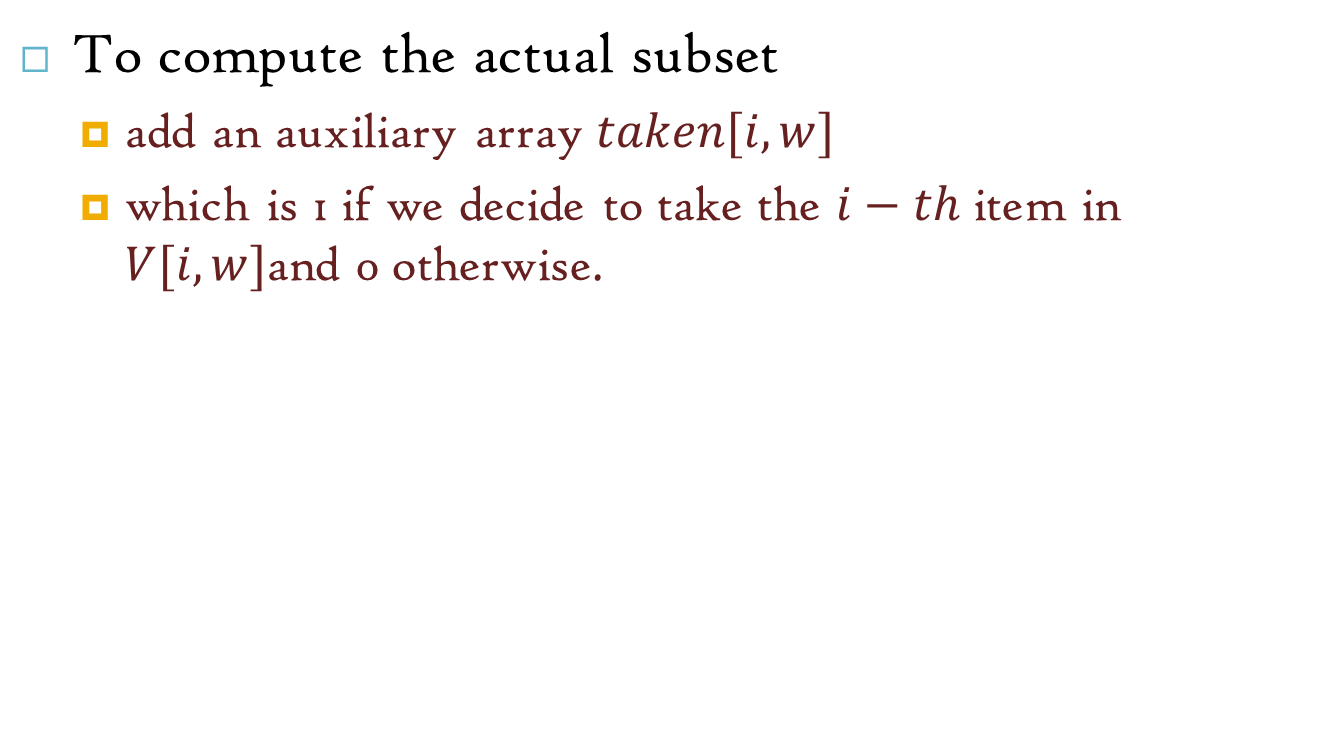 To compute the actual subset
add an auxiliary array taken[i, w]
which is 1 if we decide to take the i − th item in
V[i, w]and 0 otherwise.